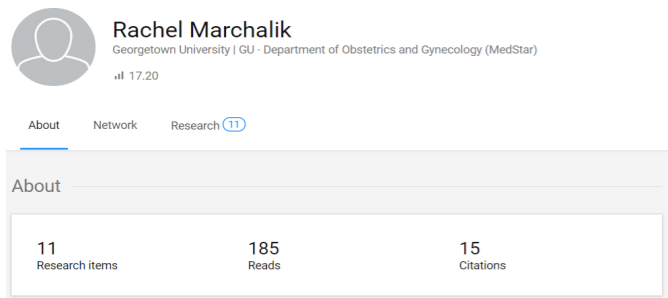 Rachel Marchalik
Georgetown University | GU · Department of Obstetrics and Gynecology (MedStar)
17.20
About Network Research 11
About
11 185 15
Research items Reads Citations